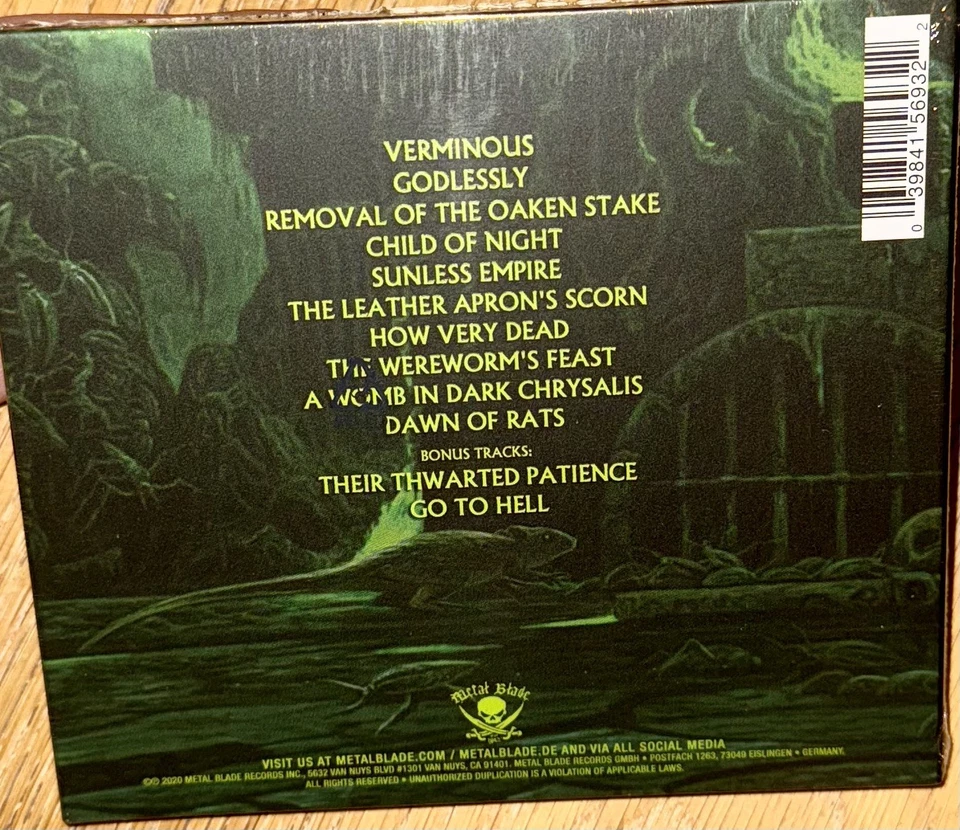 VERMINOUS
GODLESSLY
REMOVAL OF THE OAKEN STAKE
CHILD OF NIGHT
SUNLESS EMPIRE
THE LEATHER APRON'S SCORN
HOW VERY DEAD
THE WEREWORM'S FEAST
A WOMB IN DARK CHRYSALIS
DAWN OF RATS
BONUS TRACKS:
THEIR THWARTED PATIENCE
GO TO HELL
0 39841 56932 2
Metal Blade
VISIT US AT METALBLADE.COM / METALBLADE.DE AND VIA ALL SOCIAL MEDIA
©℗ 2020 METAL BLADE RECORDS INC., 5632 VAN NUYS BLVD #1301 VAN NUYS, CA 91401. METAL BLADE RECORDS GMBH • POSTFACH 1263, 73049 EISLINGEN • GERMANY.
ALL RIGHTS RESERVED • UNAUTHORIZED DUPLICATION IS A VIOLATION OF APPLICABLE LAWS.